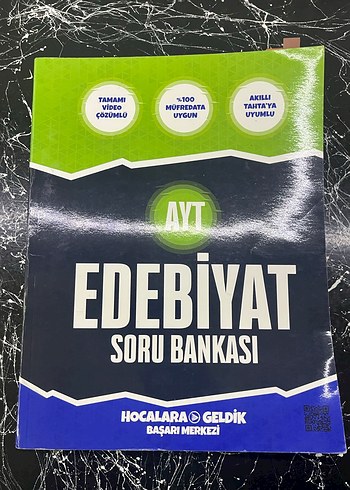 TAMAMI
VİDEO
ÇÖZÜMLÜ
%100
MÜFREDATA
UYGUN
AKILLI
TAHTA'YA
UYUMLU
AYT
EDEBİYAT
SORU BANKASI
HOCALARA GELDİK
BAŞARI MERKEZİ